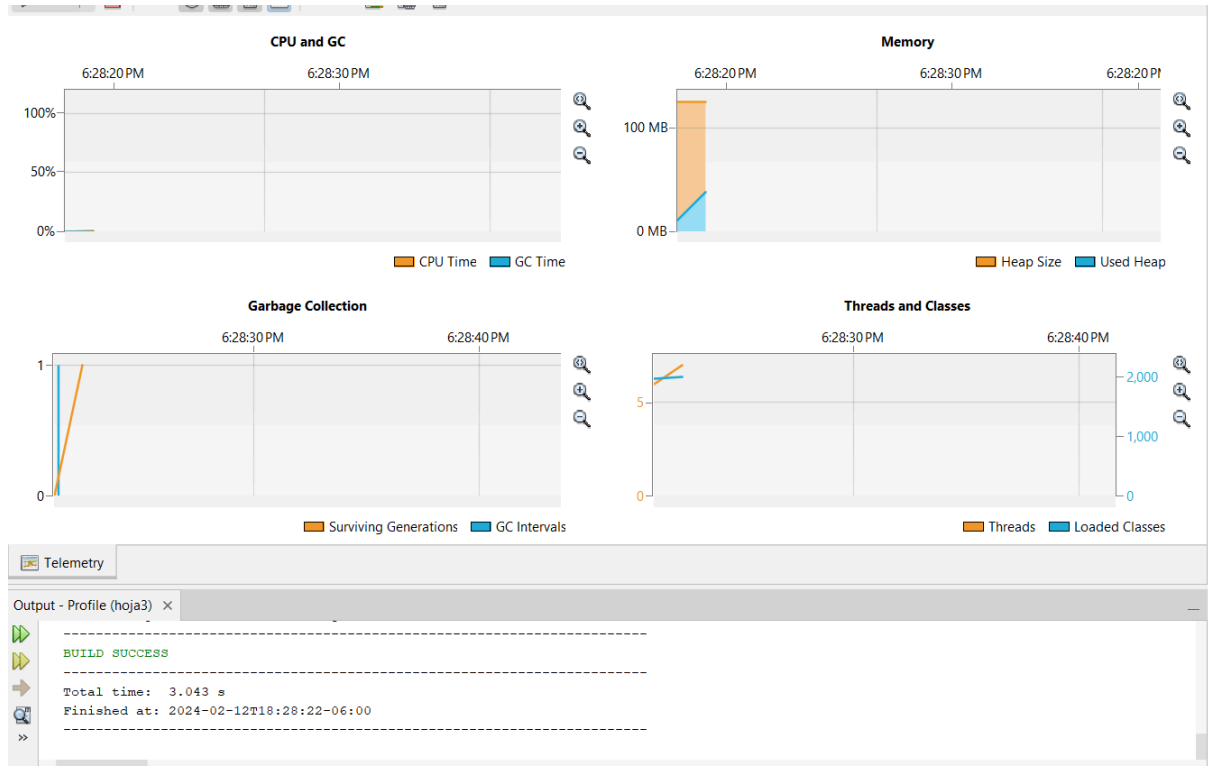 CPU and GC
6:28:20 PM 6:28:30 PM
100%
50%
0%
CPU Time GC Time
Memory
6:28:20 PM 6:28:30 PM 6:28:20 PM
100 MB
0 MB
Heap Size Used Heap
Garbage Collection
6:28:30 PM 6:28:40 PM
1
0
Surviving Generations GC Intervals
Threads and Classes
6:28:30 PM 6:28:40 PM
5
0
2,000
1,000
0
Threads Loaded Classes
Telemetry
Output - Profile (hoja3) ×
------------------------------------------------------------------------
BUILD SUCCESS
------------------------------------------------------------------------
Total time: 3.043 s
Finished at: 2024-02-12T18:28:22-06:00
------------------------------------------------------------------------
»